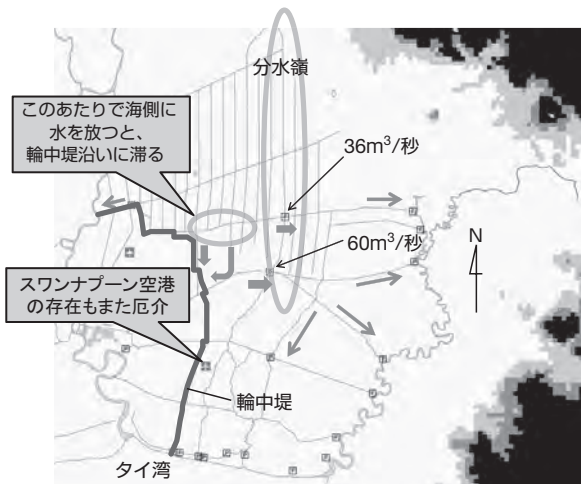 分水嶺
このあたりで海側に
水を放つと、
輪中堤沿いに滞る
36m³/秒
60m³/秒
N
スワンナプーン空港
の存在もまた厄介
輪中堤
タイ湾